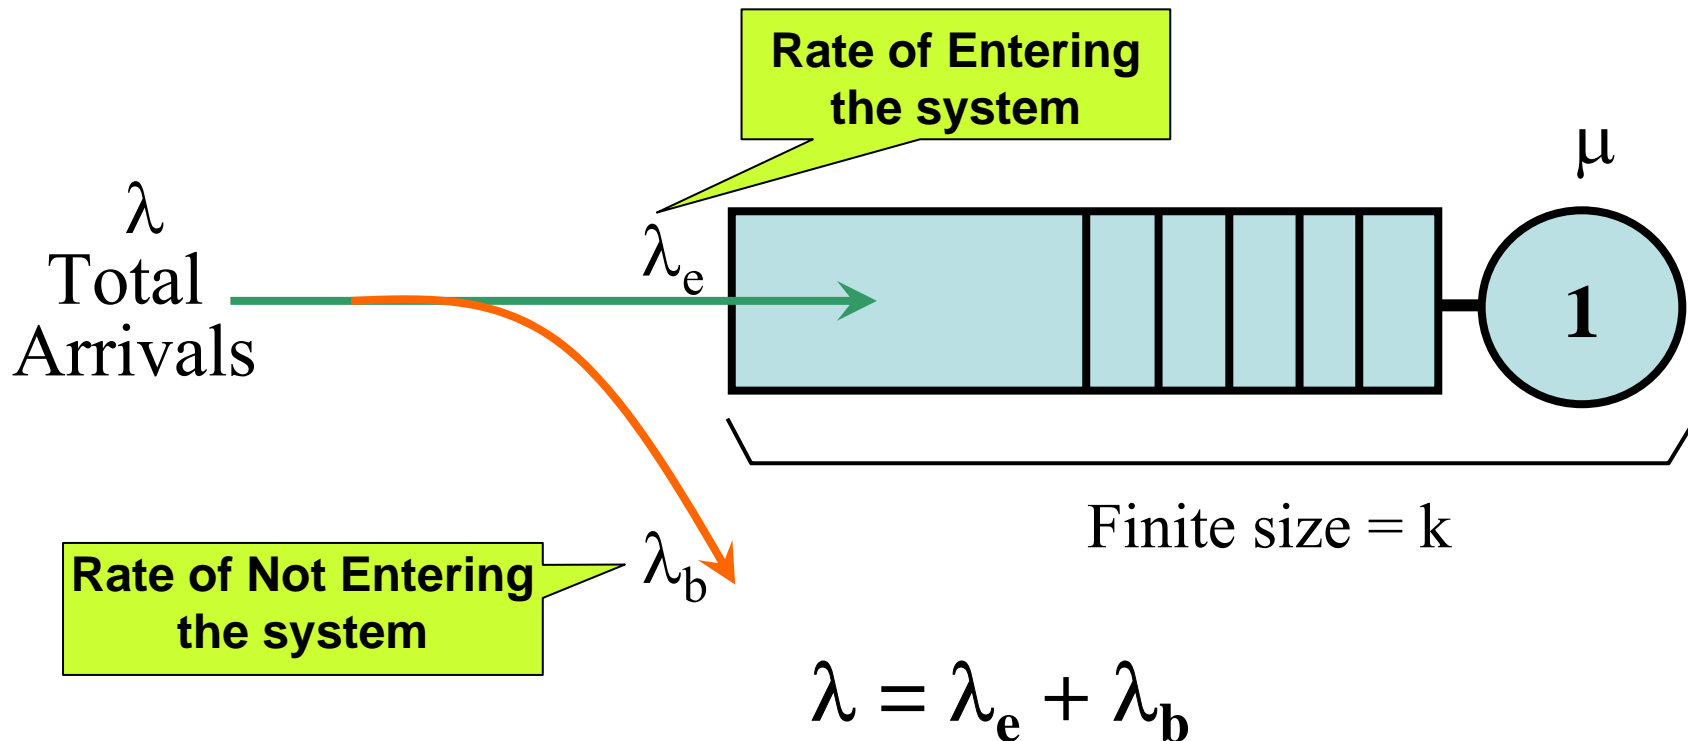 Rate of Entering
the system
μ
λ
Total
Arrivals
λe
1
Finite size = k
Rate of Not Entering
the system
λb
λ = λe + λb